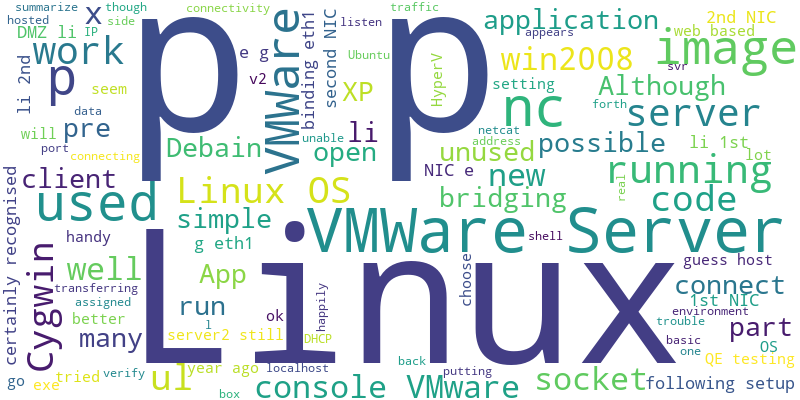 summarize
though
connectivity
traffic
2nd NIC
hosted
x
side
listen
appears
web based
DMZ li
IP
p
p
e g
second NIC
application
work
VMWare
binding eth1
Ubuntu
HyperV
win2008
image
li 2nd
p
v2
svr
Although
seem
XP
setting
forth
data
nc
server
will
pre
li
netcat
possible
port
Debain
unable
address
li 1st
lot
connecting
open
unused
running
certainly recognised
client
NIC e
new
real
Linux OS
bridging
code
used
simple
VMWare Server
shell
handy
g eth1
Linux
guess host
well
App
choose
connect
Cygwin
transferring
happily
1st NIC
assigned
run
ok
environment
part
many
better
l
trouble
server2 still
DHCP
basic
one
OS
QE testing
go
exe
tried
verify
ul
year ago
localhost
back
putting
socket
following setup
box
console VMware